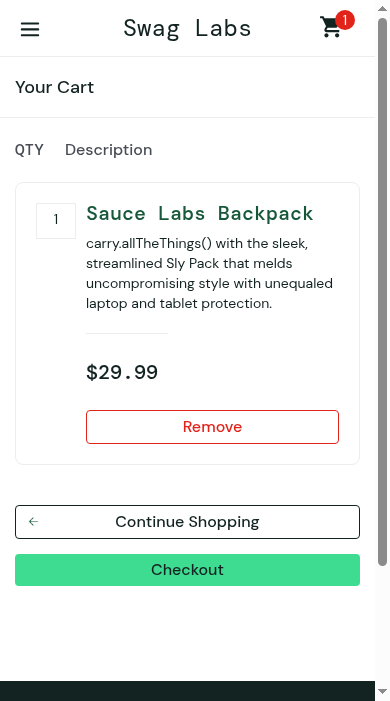 Swag Labs
1
Your Cart
QTY Description
1
Sauce Labs Backpack
carry.allTheThings() with the sleek,
streamlined Sly Pack that melds
uncompromising style with unequaled
laptop and tablet protection.
$29.99
Remove
Continue Shopping
Checkout